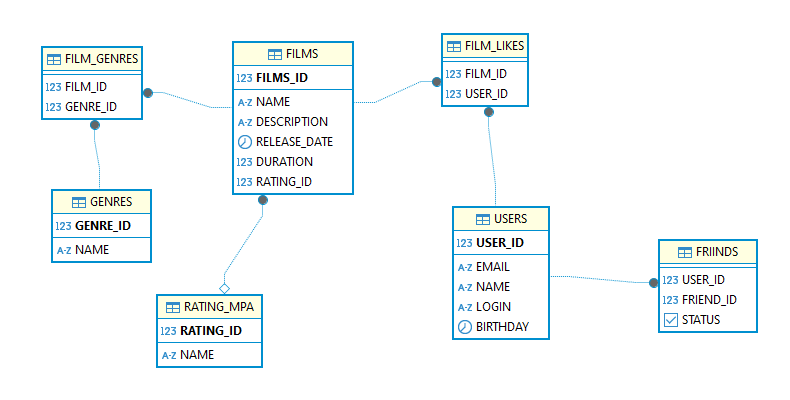 FILM_GENRES
123 FILM_ID
123 GENRE_ID
FILMS
123 FILMS_ID
A-Z NAME
A-Z DESCRIPTION
RELEASE_DATE
123 DURATION
123 RATING_ID
FILM_LIKES
123 FILM_ID
123 USER_ID
GENRES
123 GENRE_ID
A-Z NAME
USERS
123 USER_ID
A-Z EMAIL
A-Z NAME
A-Z LOGIN
BIRTHDAY
FRIINDS
123 USER_ID
123 FRIEND_ID
STATUS
RATING_MPA
123 RATING_ID
A-Z NAME